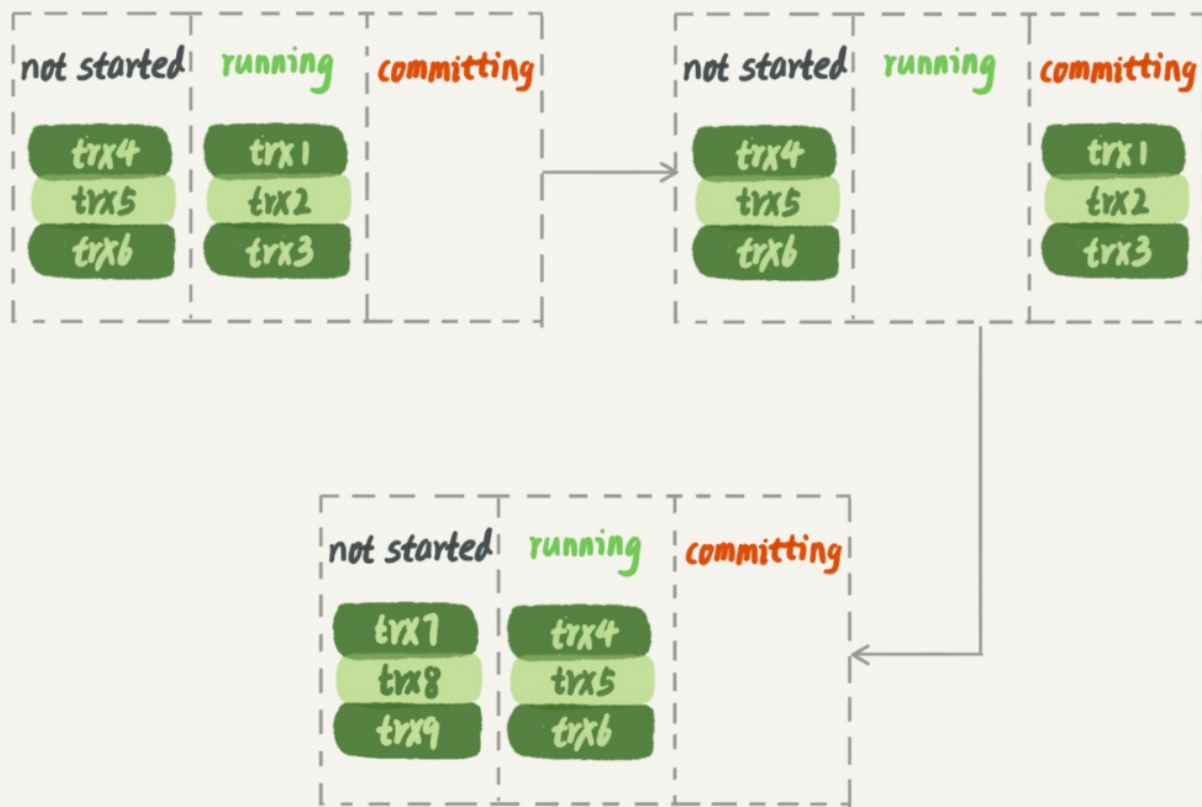 not started running committing
trx4 trx1
trx5 trx2
trx6 trx3
not started running committing
trx4 trx1
trx5 trx2
trx6 trx3
not started running committing
trx7 trx4
trx8 trx5
trx9 trx6